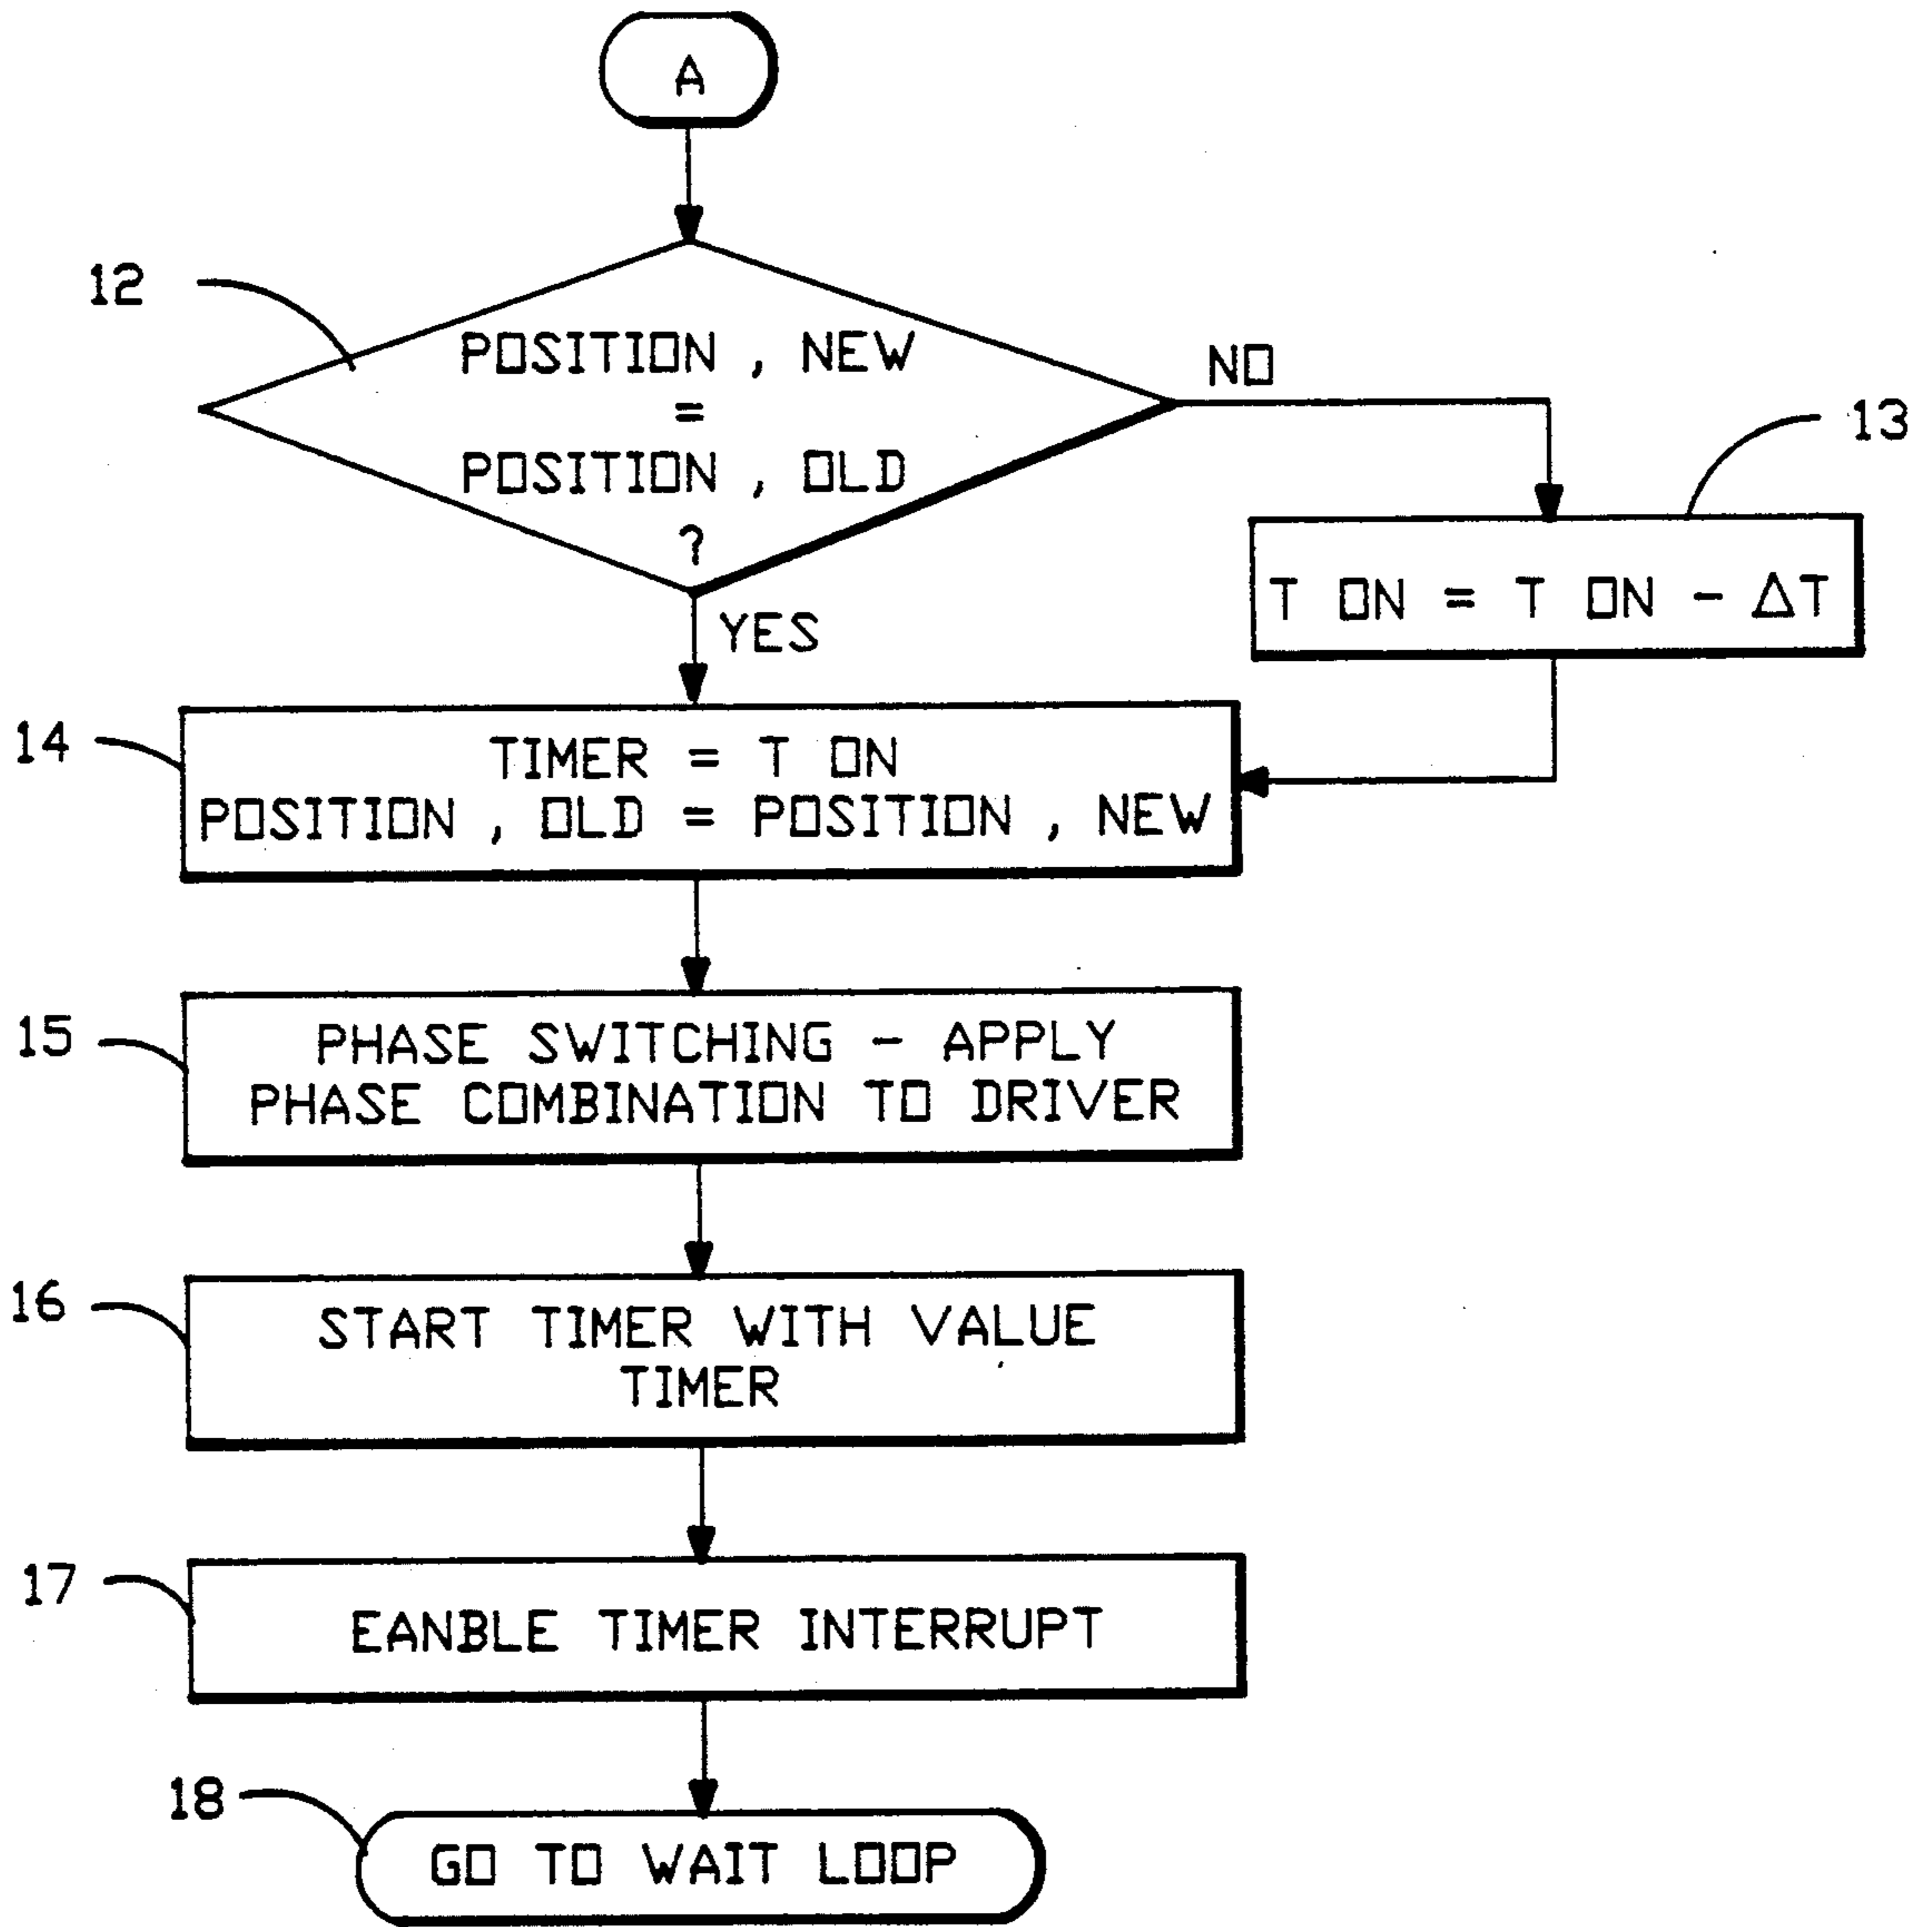 A
12
POSITION , NEW
=
POSITION , OLD
?
NO
13
T ON = T ON - ΔT
YES
14
TIMER = T ON
POSITION , OLD = POSITION , NEW
15
PHASE SWITCHING - APPLY
PHASE COMBINATION TO DRIVER
16
START TIMER WITH VALUE
TIMER
17
EANBLE TIMER INTERRUPT
18
GO TO WAIT LOOP